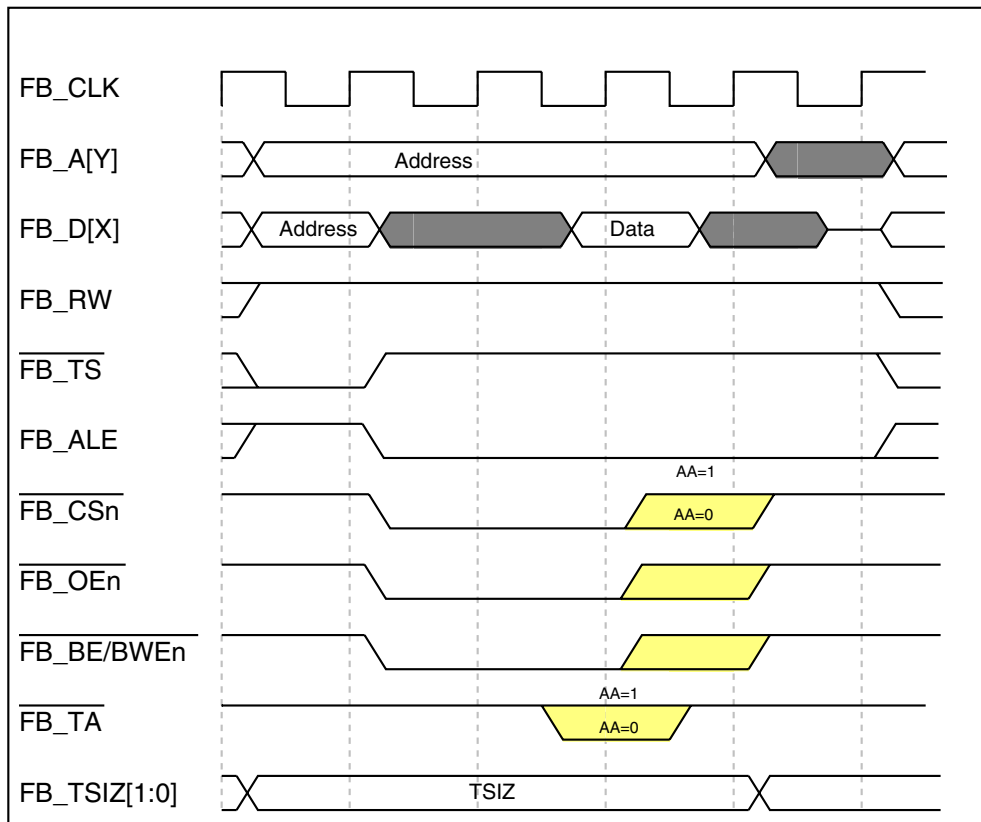 FB_CLK
FB_A[Y]
Address
FB_D[X]
Address
Data
FB_RW
FB_TS
FB_ALE
AA=1
FB_CSn
AA=0
FB_OEn
FB_BE/BWEn
AA=1
FB_TA
AA=0
FB_TSIZ[1:0]
TSIZ